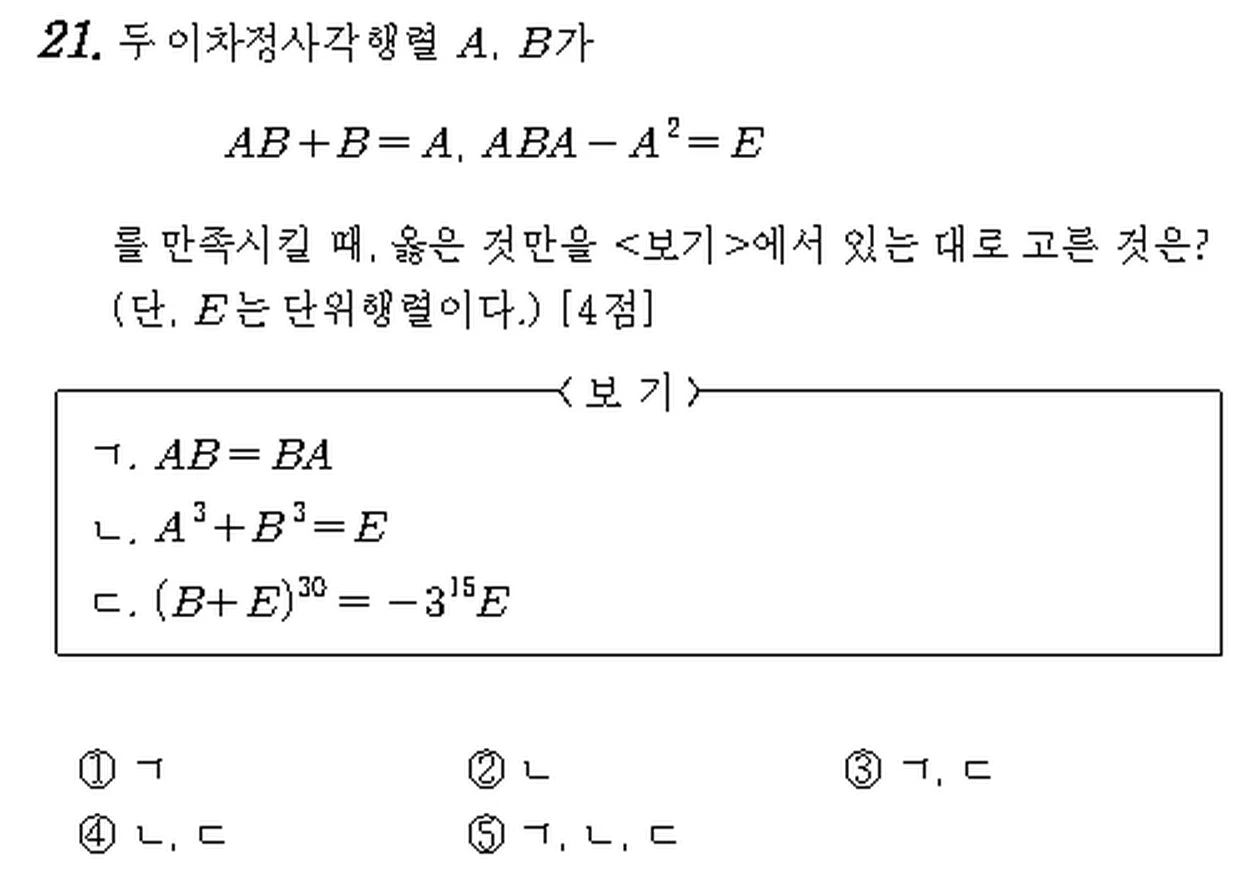 21. 두 이차정사각행렬 A, B가
AB+B=A, ABA-A²=E
를 만족시킬 때, 옳은 것만을 <보기>에서 있는 대로 고른 것은?
(단, E는 단위행렬이다.) [4점]
<보 기>
ㄱ. AB=BA
ㄴ. A³+B³=E
ㄷ. (B+E)³⁰=-3¹⁵E
① ㄱ ② ㄴ ③ ㄱ, ㄷ
④ ㄴ, ㄷ ⑤ ㄱ, ㄴ, ㄷ